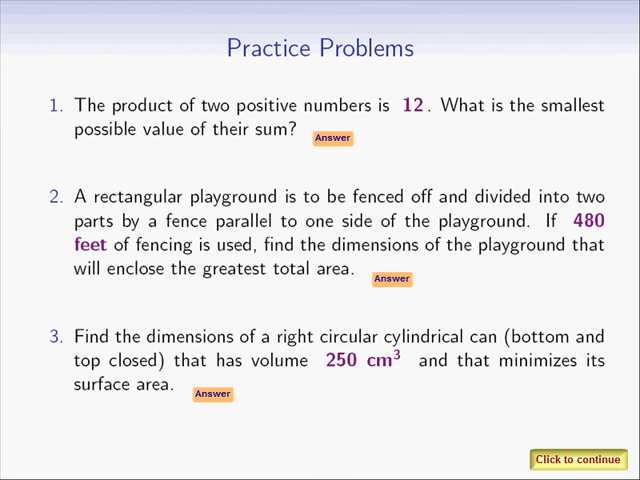 Practice Problems
1. The product of two positive numbers is 12. What is the smallest
possible value of their sum?
Answer
2. A rectangular playground is to be fenced off and divided into two
parts by a fence parallel to one side of the playground. If 480
feet of fencing is used, find the dimensions of the playground that
will enclose the greatest total area.
Answer
3. Find the dimensions of a right circular cylindrical can (bottom and
top closed) that has volume 250 cm³ and that minimizes its
surface area.
Answer
Click to continue